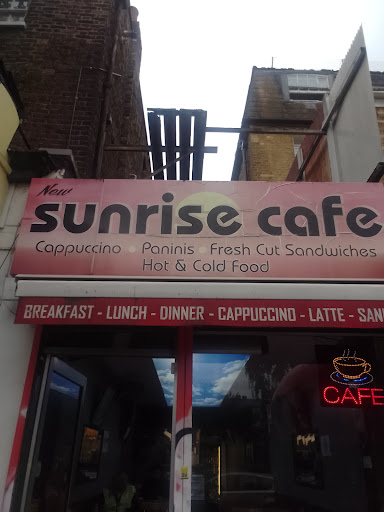 New
sunrise cafe
Cappuccino • Paninis • Fresh Cut Sandwiches
Hot & Cold Food
BREAKFAST - LUNCH - DINNER - CAPPUCCINO - LATTE - SAN
CAFE